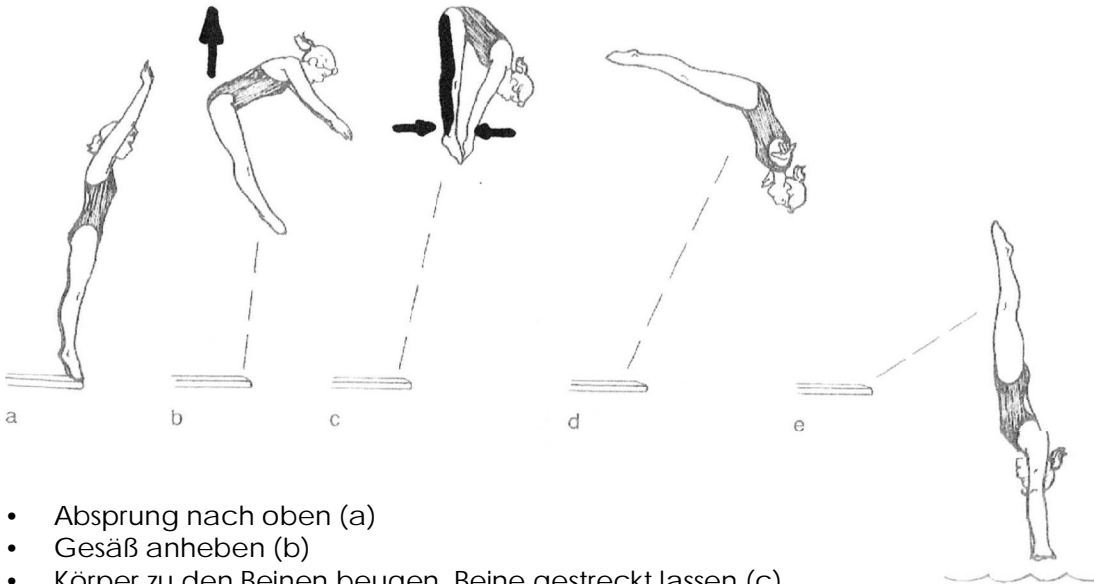 a
b
c
d
e
• Absprung nach oben (a)
• Gesäß anheben (b)
• Körper zu den Beinen beugen, Beine gestreckt lassen (c)